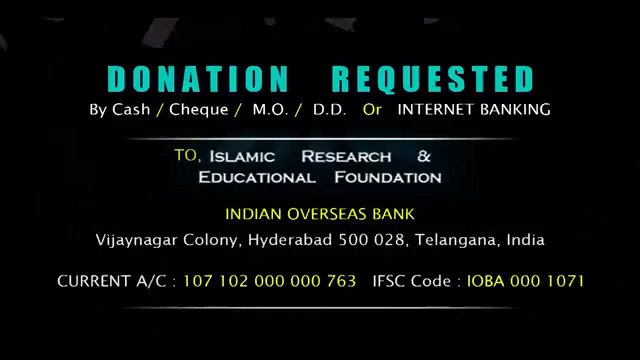 DONATION REQUESTED
By Cash / Cheque / M.O. / D.D. Or INTERNET BANKING
TO, ISLAMIC RESEARCH &
EDUCATIONAL FOUNDATION
INDIAN OVERSEAS BANK
Vijaynagar Colony, Hyderabad 500 028, Telangana, India
CURRENT A/C : 107 102 000 000 763 IFSC Code : IOBA 000 1071